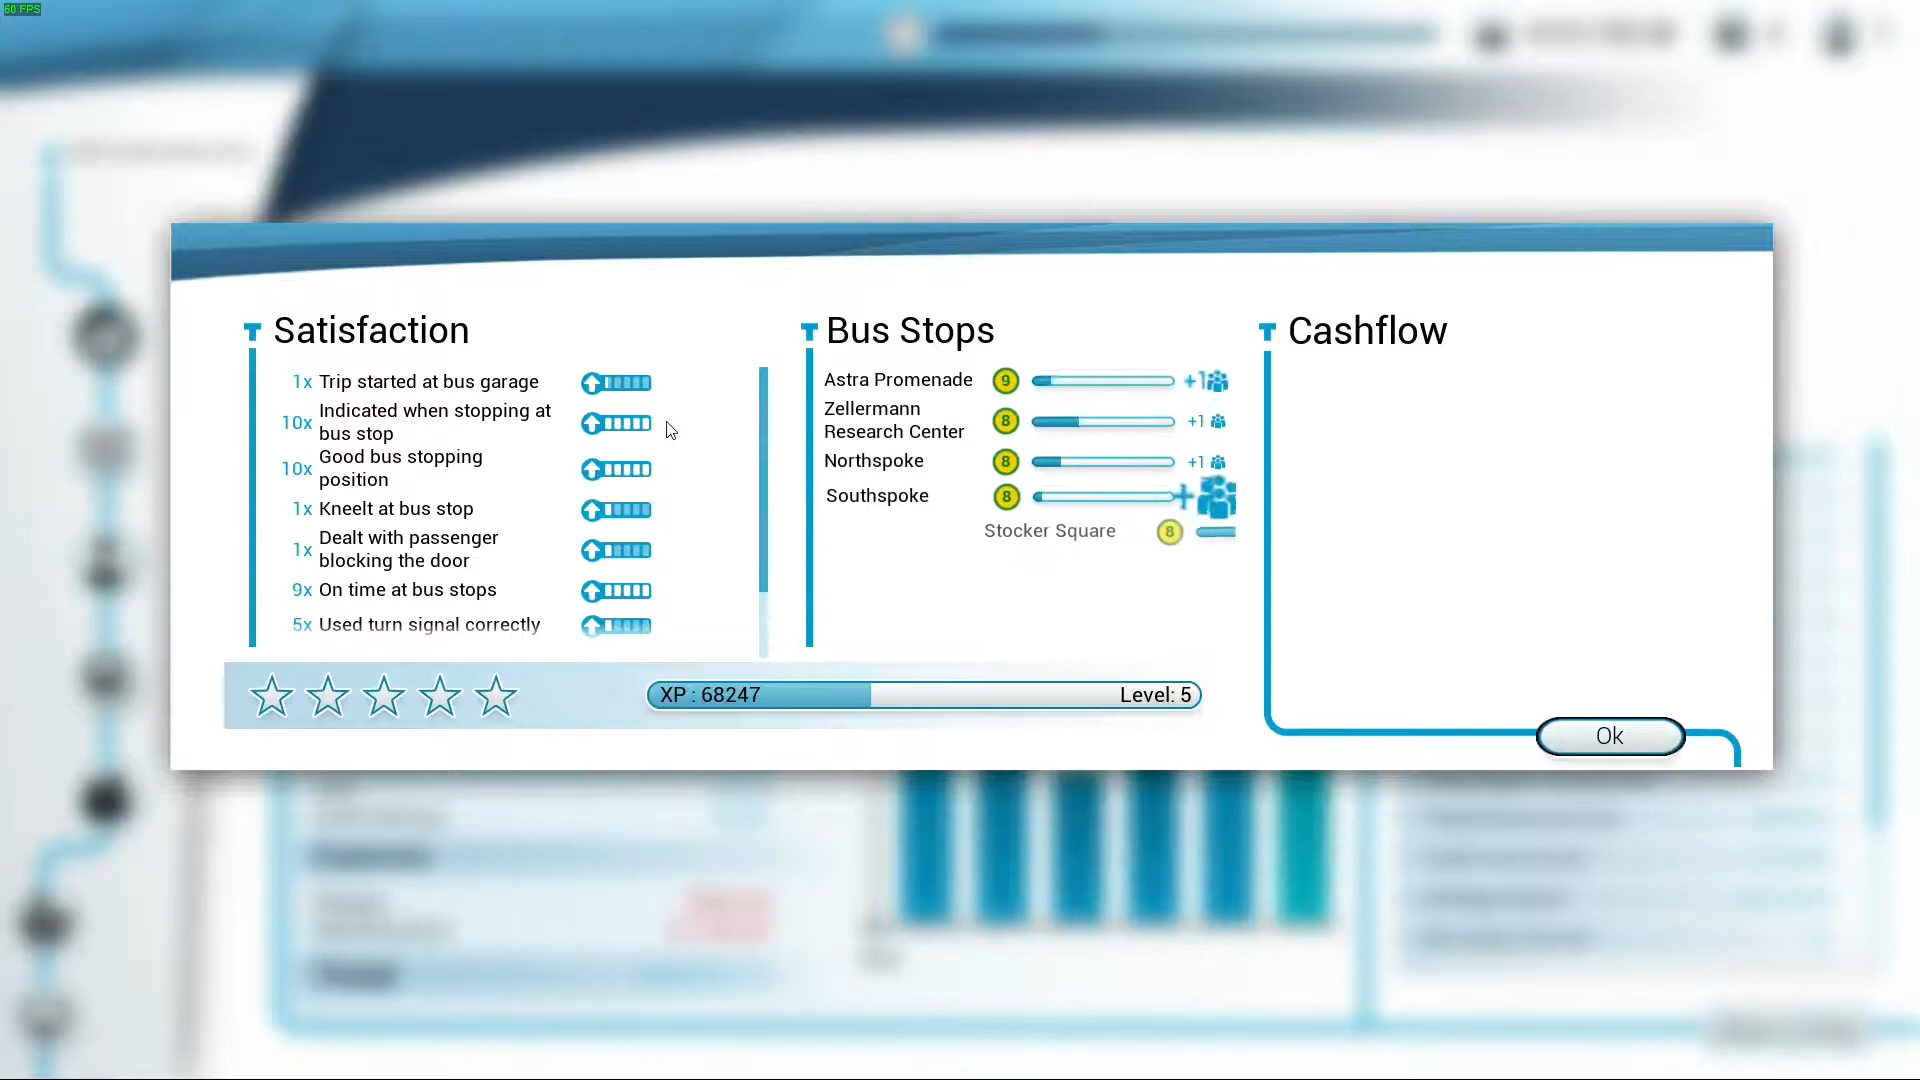 60 FPS
Satisfaction
1x Trip started at bus garage
10x Indicated when stopping at
bus stop
10x Good bus stopping
position
1x Kneelt at bus stop
1x Dealt with passenger
blocking the door
9x On time at bus stops
5x Used turn signal correctly
Bus Stops
Astra Promenade 9 +1
Zellermann
Research Center 8 +1
Northspoke 8 +1
Southspoke 8 +
Stocker Square 8
Cashflow
XP : 68247 Level: 5
Ok